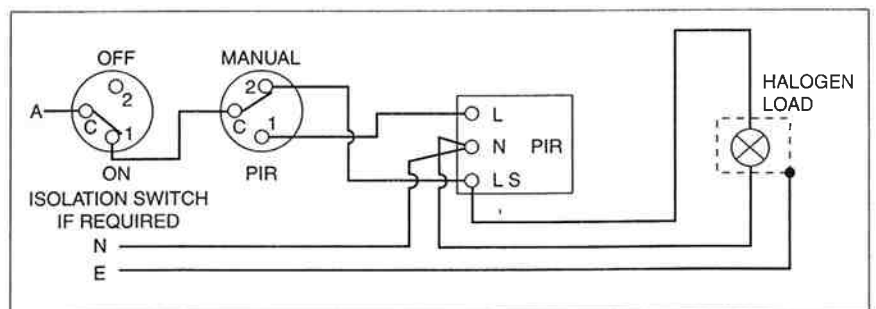 OFF
MANUAL
2
2
A
C
1
C
1
ON
PIR
ISOLATION SWITCH
IF REQUIRED
N
E
L
N PIR
L S
HALOGEN
LOAD